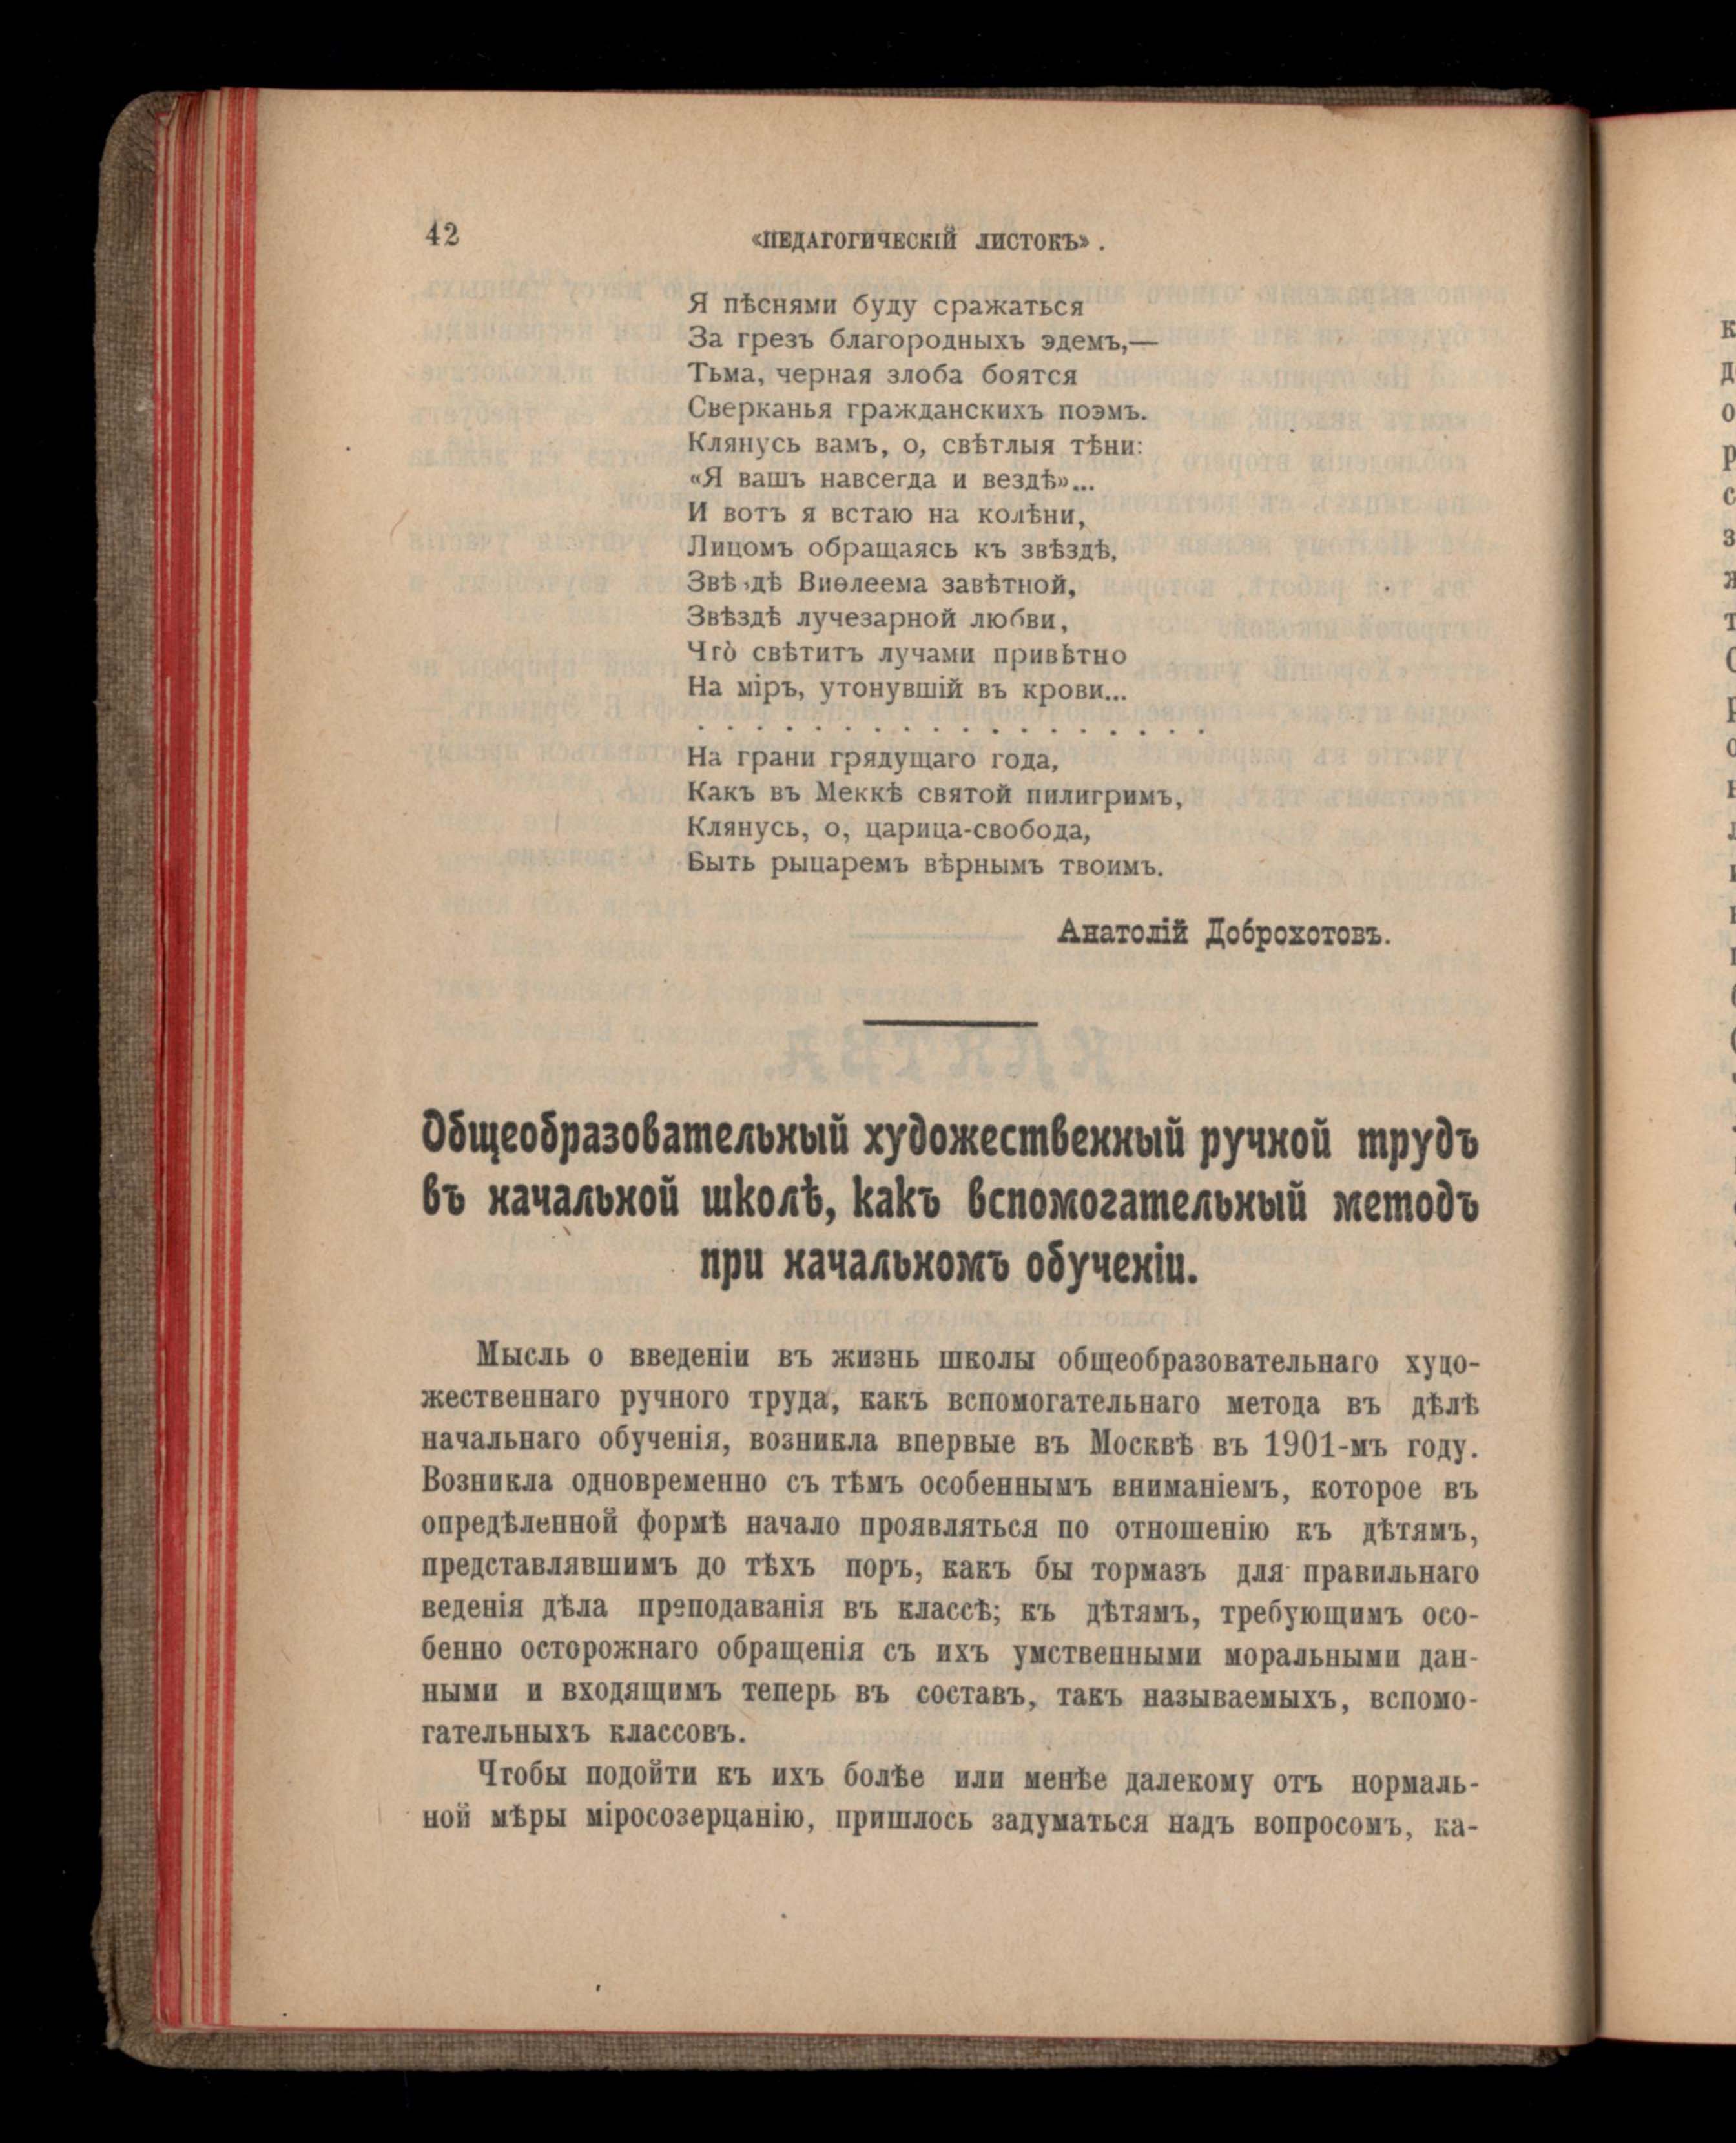 42
«ПЕДАГОГИЧЕСКІЙ ЛИСТОКЪ».
Я пѣснями буду сражаться
За грезъ благородныхъ эдемъ,—
Тьма, черная злоба боятся
Сверканья гражданскихъ поэмъ.
Клянусь вамъ, о, свѣтлыя тѣни:
«Я вашъ навсегда и вездѣ»...
И вотъ я встаю на колѣни,
Лицомъ обращаясь къ звѣздѣ,
Звѣздѣ Виѳлеема завѣтной,
Звѣздѣ лучезарной любви,
Что̀ свѣтитъ лучами привѣтно
На міръ, утонувшій въ крови...
. . . . . . . . . . . . . . . . . .
На грани грядущаго года,
Какъ въ Меккѣ святой пилигримъ,
Клянусь, о, царица-свобода,
Быть рыцаремъ вѣрнымъ твоимъ.
Анатолій Доброхотовъ.
Общеобразовательный художественный ручной трудъ
въ начальной школѣ, какъ вспомогательный методъ
при начальномъ обученіи.
Мысль о введеніи въ жизнь школы общеобразовательнаго худо-
жественнаго ручного труда, какъ вспомогательнаго метода въ дѣлѣ
начальнаго обученія, возникла впервые въ Москвѣ въ 1901-мъ году.
Возникла одновременно съ тѣмъ особеннымъ вниманіемъ, которое въ
опредѣленной формѣ начало проявляться по отношенію къ дѣтямъ,
представлявшимъ до тѣхъ поръ, какъ бы тормазъ для правильнаго
веденія дѣла преподаванія въ классѣ; къ дѣтямъ, требующимъ осо-
бенно осторожнаго обращенія съ ихъ умственными моральными дан-
ными и входящимъ теперь въ составъ, такъ называемыхъ, вспомо-
гательныхъ классовъ.
Чтобы подойти къ ихъ болѣе или менѣе далекому отъ нормаль-
ной мѣры міросозерцанію, пришлось задуматься надъ вопросомъ, ка-